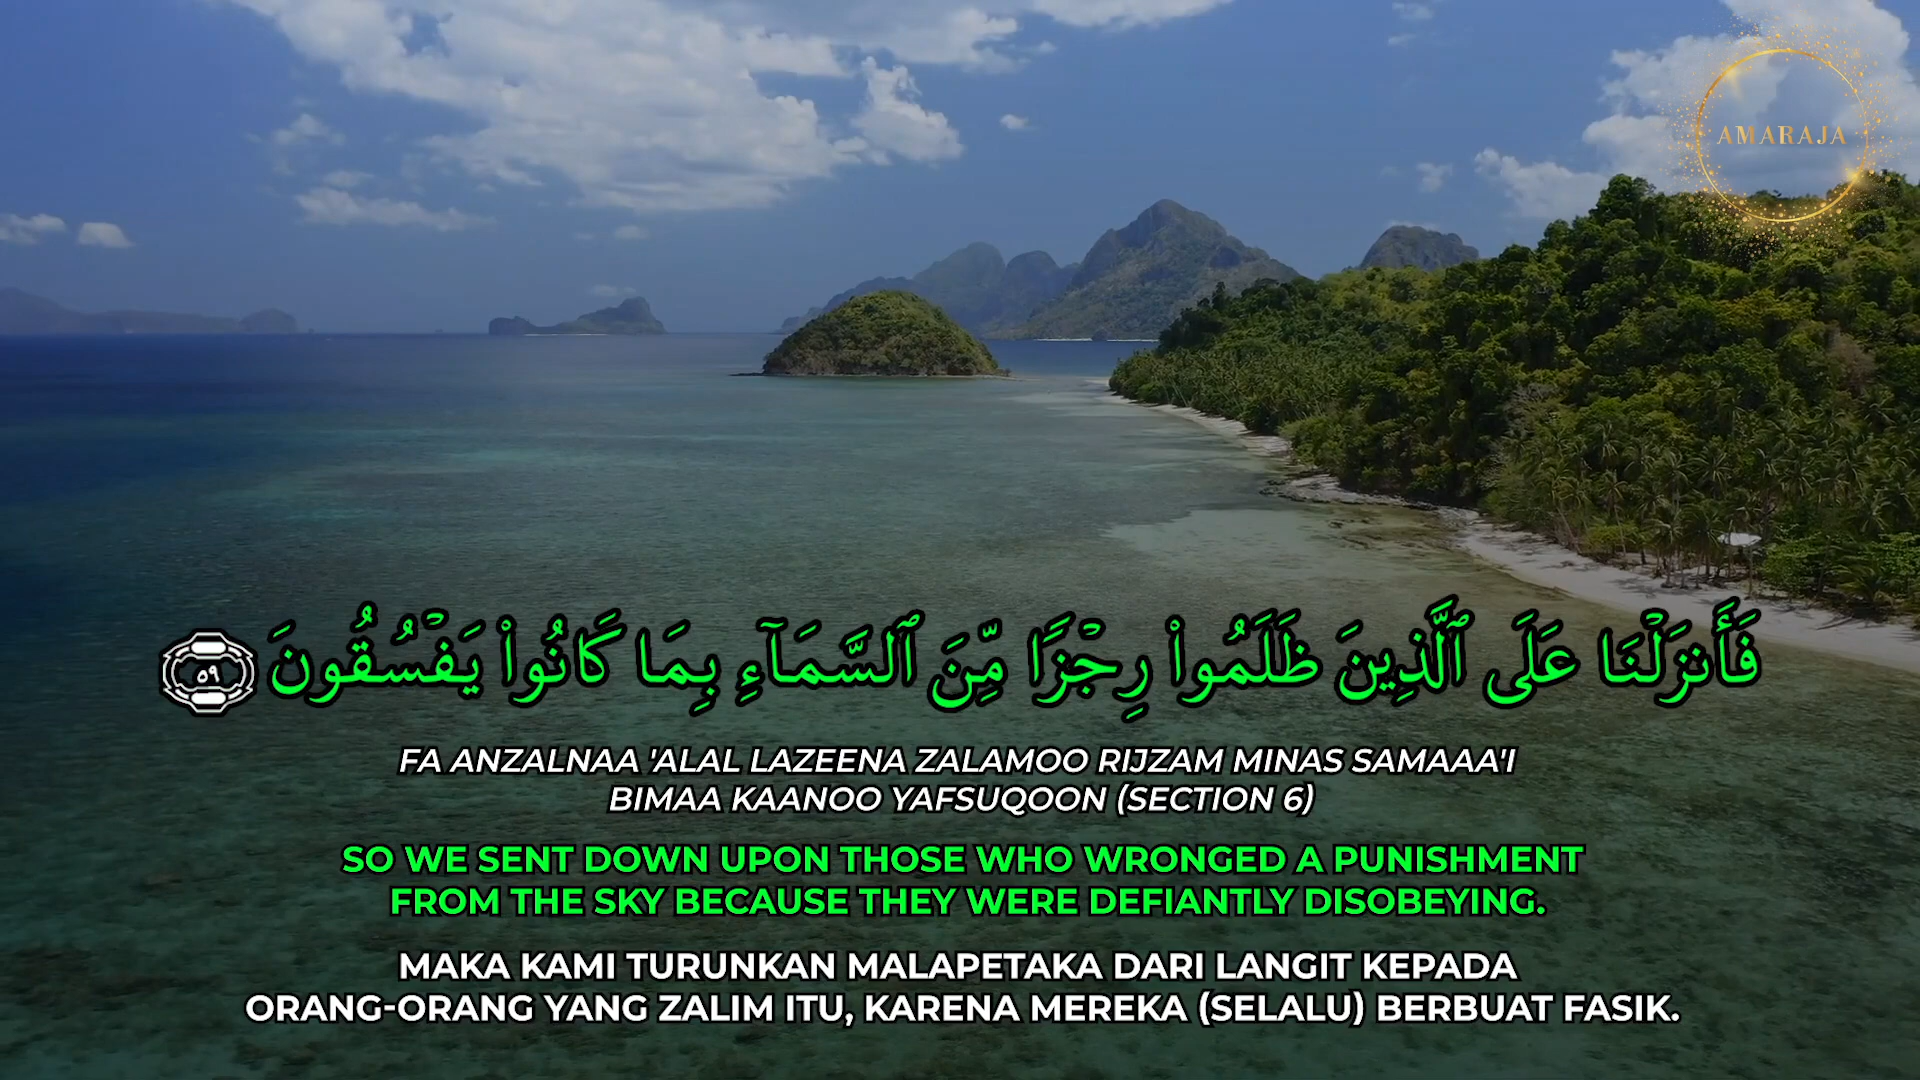 AMARAJA
فَأَنزَلْنَا عَلَى ٱلَّذِينَ ظَلَمُوا۟ رِجْزًا مِّنَ ٱلسَّمَآءِ بِمَا كَانُوا۟ يَفْسُقُونَ ٥٩
FA ANZALNAA 'ALAL LAZEENA ZALAMOO RIJZAM MINAS SAMAAA'I
BIMAA KAANOO YAFSUQOON (SECTION 6)
SO WE SENT DOWN UPON THOSE WHO WRONGED A PUNISHMENT
FROM THE SKY BECAUSE THEY WERE DEFIANTLY DISOBEYING.
MAKA KAMI TURUNKAN MALAPETAKA DARI LANGIT KEPADA
ORANG-ORANG YANG ZALIM ITU, KARENA MEREKA (SELALU) BERBUAT FASIK.